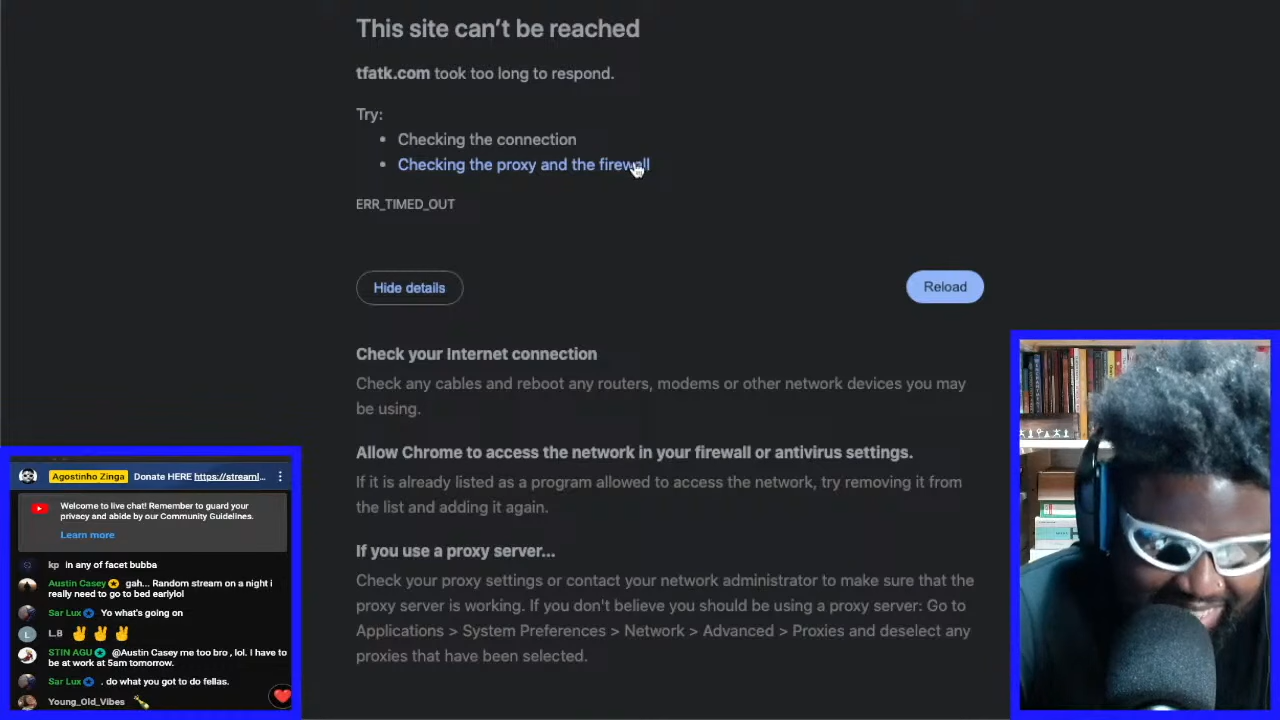 This site can't be reached
tfatk.com took too long to respond.
Try:
Checking the connection
Checking the proxy and the firewall
ERR_TIMED_OUT
Hide details
Reload
Check your Internet connection
Check any cables and reboot any routers, modems or other network devices you may
be using.
Allow Chrome to access the network in your firewall or antivirus settings.
If it is already listed as a program allowed to access the network, try removing it from
the list and adding it again.
If you use a proxy server...
Check your proxy settings or contact your network administrator to make sure that the
proxy server is working. If you don't believe you should be using a proxy server: Go to
Applications > System Preferences > Network > Advanced > Proxies and deselect any
proxies that have been selected.
Agostinho Zinga Donate HERE https://streaml...
Welcome to live chat! Remember to guard your
privacy and abide by our Community Guidelines.
Learn more
kp in any of facet bubba
Austin Casey gah... Random stream on a night i
really need to go to bed earlylol
Sar Lux Yo what's going on
L L.B ✌️✌️✌️
STIN AGU @Austin Casey me too bro , lol. I have to
be at work at 5am tomorrow.
Sar Lux . do what you got to do fellas.
Young_Old_Vibes